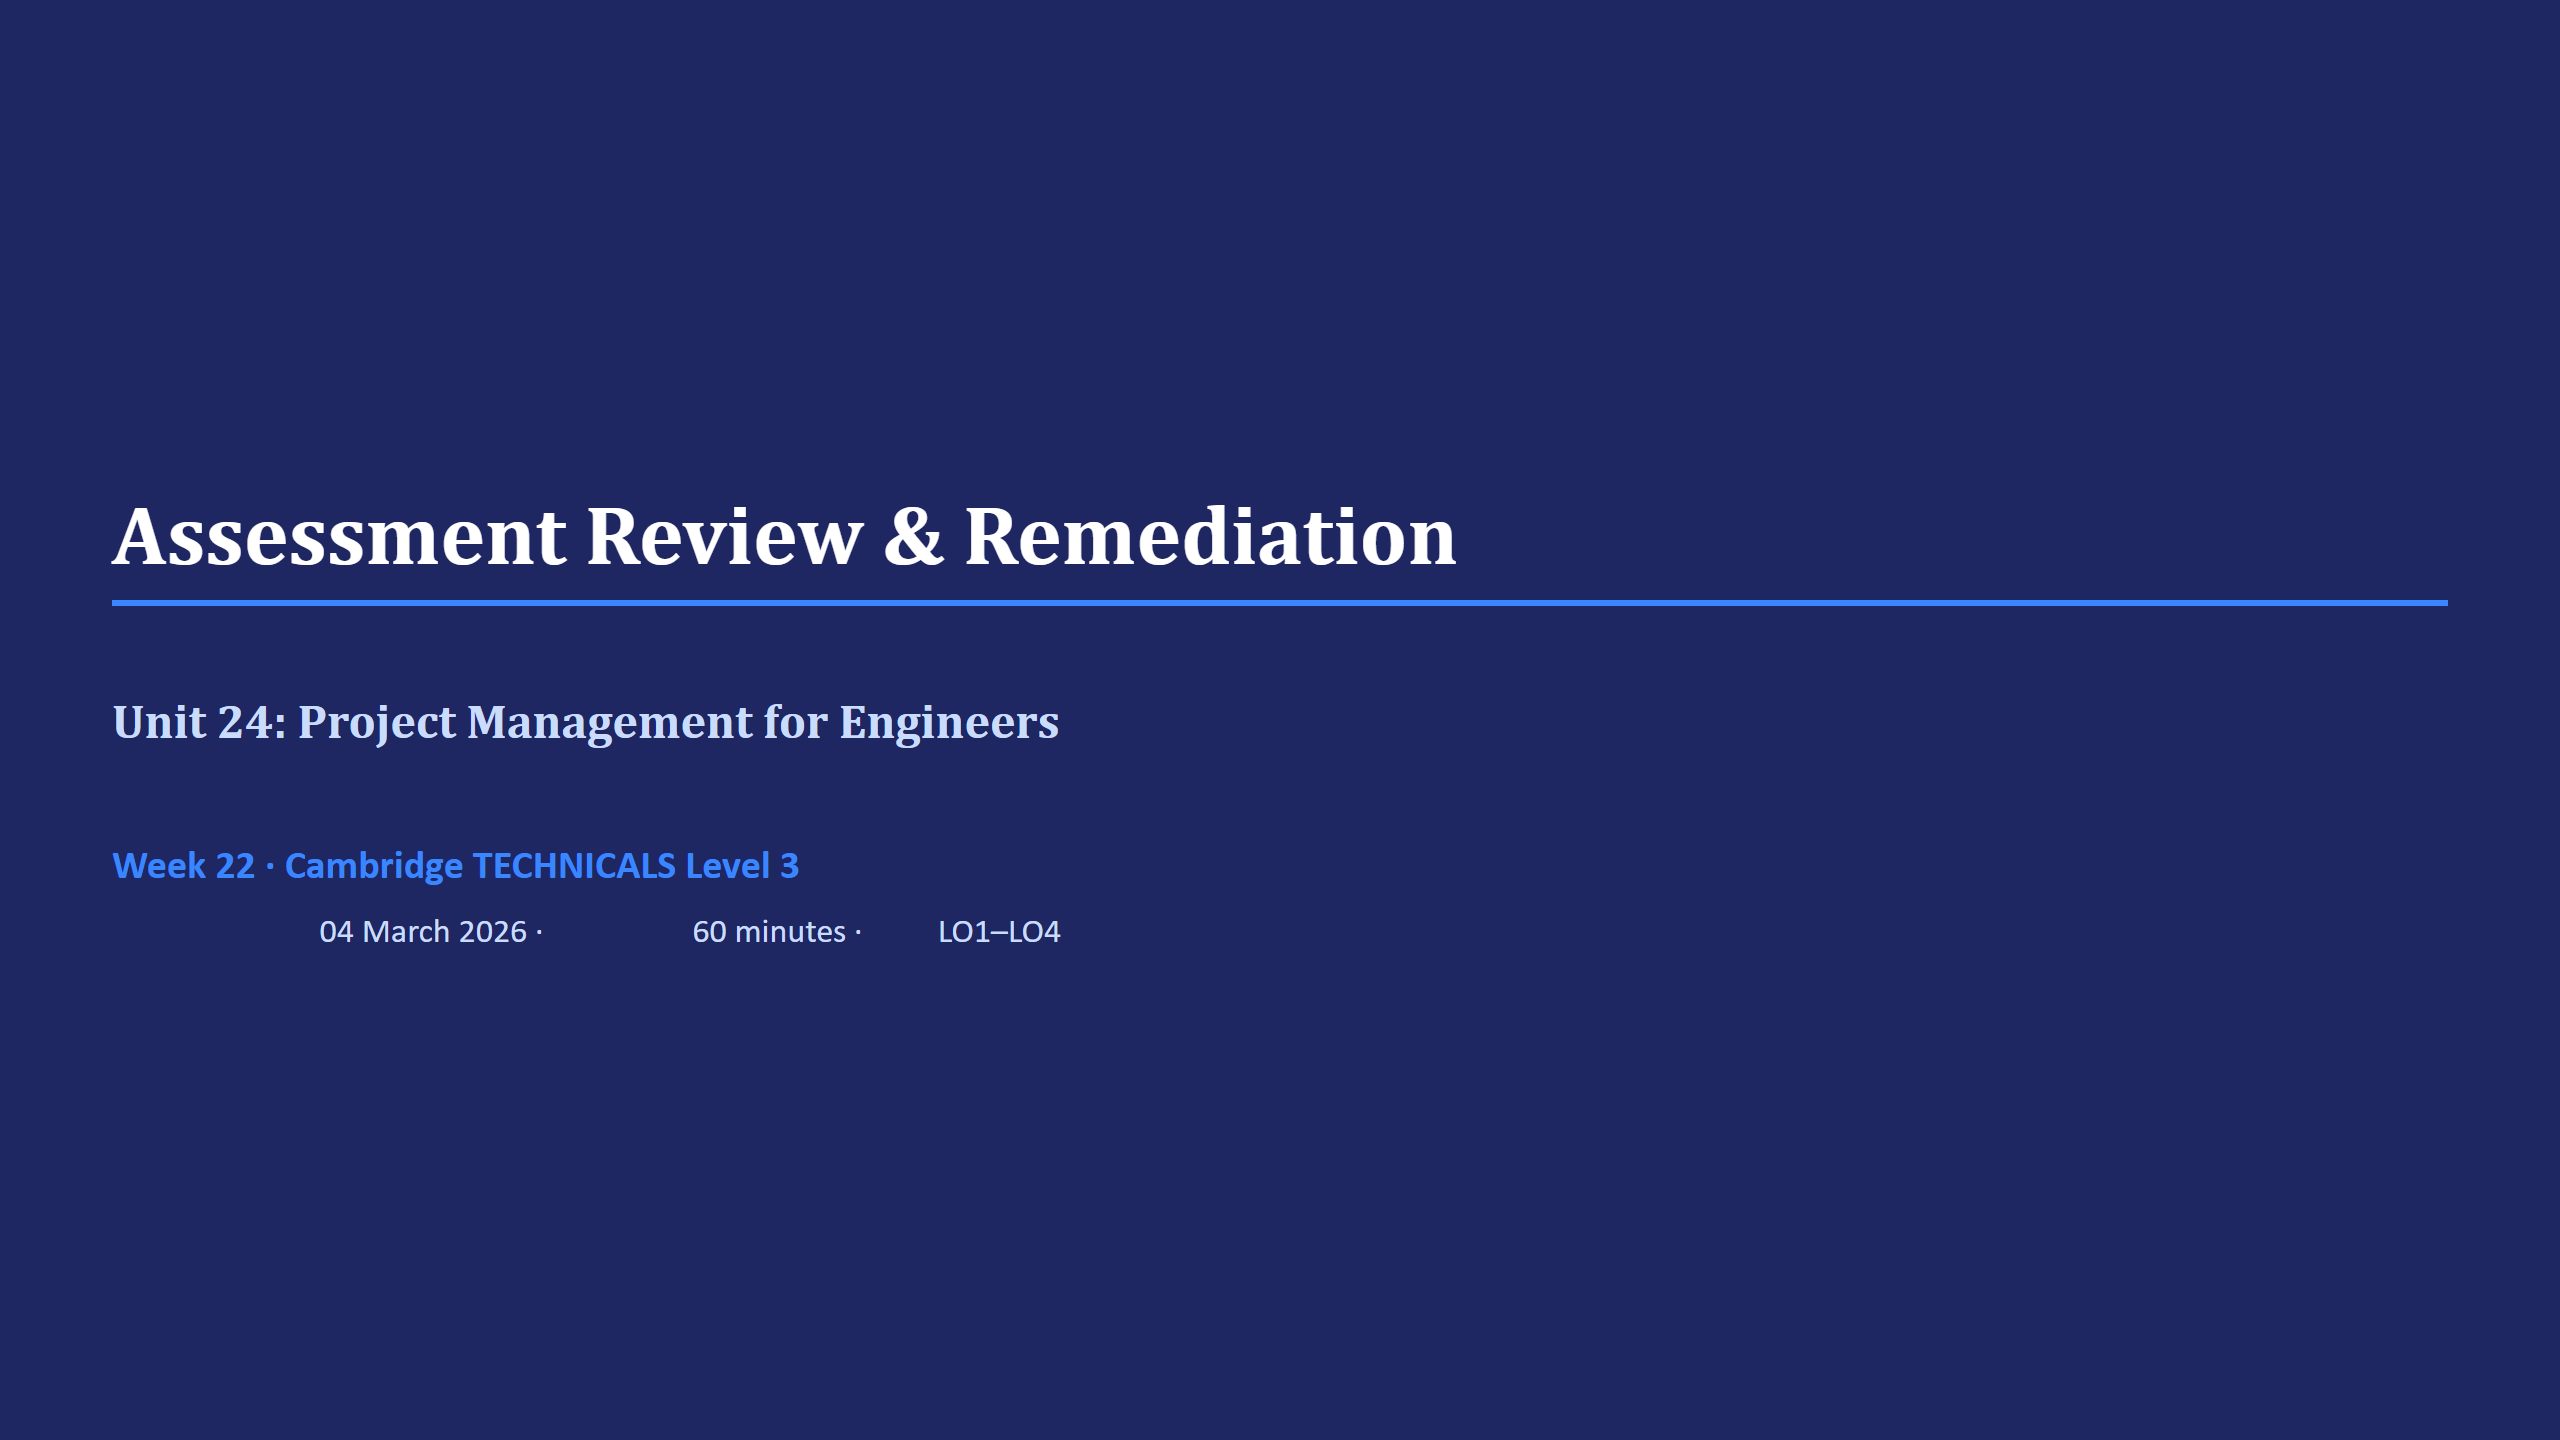 Assessment Review & Remediation
Unit 24: Project Management for Engineers
Week 22 · Cambridge TECHNICALS Level 3
04 March 2026 · 60 minutes · LO1–LO4